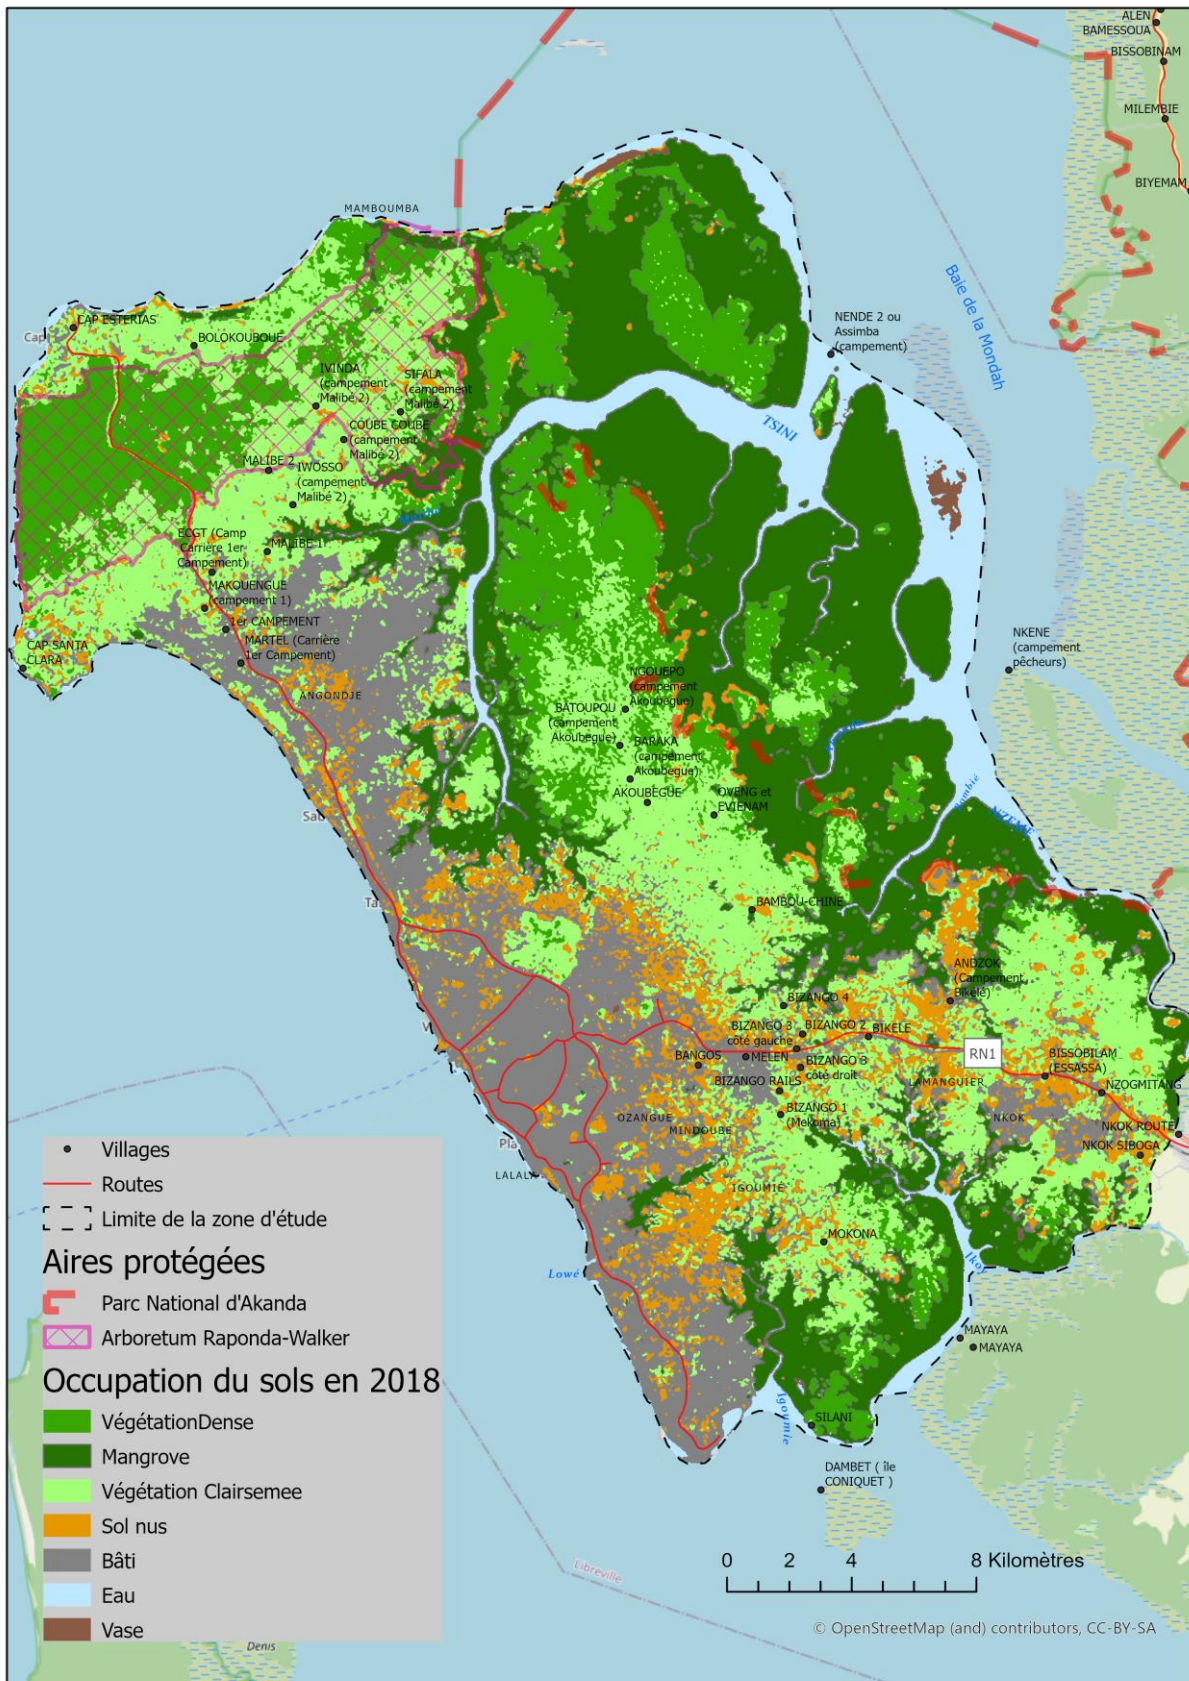 ALEN
BAMESSOUA
BISSOBINAM
MILEMBIE
BIYEMAM
MAMBOUMBA
Baie de la Mondah
CAP ESTERIAS
BOLOKOUBOUE
NENDE 2 ou
Assimba
(campement)
IVINDA
(campement
Malibé 2)
SIFALA
(campement
Malibé 2)
TSINI
COUBE COUBE
(campement
Malibé 2)
MALIBE 2
IWOSSO
(campement
Malibé 2)
ECGT (Camp
Carrière 1er
Campement)
MALIBE 1
MAKOUENGUE
(campement 1)
1er CAMPEMENT
MARTEL (Carrière
1er Campement)
CAP SANTA
CLARA
NKENE
(campement
pêcheurs)
ANGONDJE
NGOUEPO
(campement
Akoubegue)
BATOUPOU
(campement
Akoubegue)
BARAKA
(campement
Akoubegue)
AKOUBEGUE
OVENG et
EVIENAM
Sab
Ta
BAMBOU-CHINE
ANDZOK
(Campement
Bikélé)
BIZANGO 4
BIZANGO 3
côté gauche
BIZANGO 2
BIKELE
RN1
BANGOS
MELEN
BIZANGO 3
côté droit
BISSOBILAM
(ESSASSA)
BIZANGO RAILS
LAMANGUIER
NZOGMITANG
OZANGUE
MINDOUBE
BIZANGO 1
(Mekoma)
NKOK
NKOK ROUTE
NKOK SIBOGA
Pla
LALALA
IGOUMIE
MOKONA
Lowé
Ikoy
MAYAYA
MAYAYA
Igoumie
SILANI
DAMBET ( île
CONIQUET )
Libreville
Denis
Villages
Routes
Limite de la zone d'étude
Aires protégées
Parc National d'Akanda
Arboretum Raponda-Walker
Occupation du sols en 2018
VégétationDense
Mangrove
Végétation Clairsemee
Sol nus
Bâti
Eau
Vase
0 2 4 8 Kilomètres
© OpenStreetMap (and) contributors, CC-BY-SA